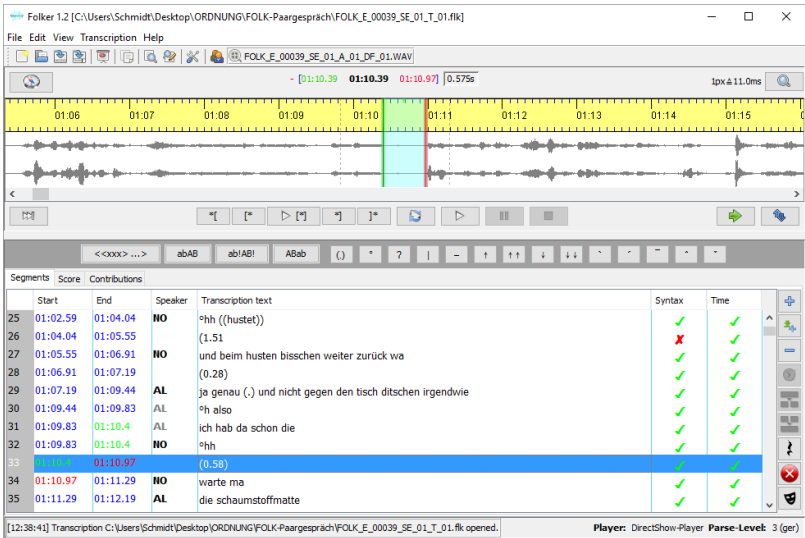 Folker 1.2 [C:\Users\Schmidt\Desktop\ORDNUNG\FOLK-Paargespräch\FOLK_E_00039_SE_01_T_01.flk]
File Edit View Transcription Help
FOLK_E_00039_SE_01_A_01_DF_01.WAV
- [01:10.39 01:10.39 01:10.97] 0.575s
1px≙11.0ms
01:06 01:07 01:08 01:09 01:10 01:11 01:12 01:13 01:14 01:15
*[ [* [*] *] ]*
<<xxx> ...> abAB ab!AB! ABab (.) ° ? | – ↑ ↑↑ ↓ ↓↓ ` ´ ¯ ˆ ˇ
Segments Score Contributions
Start End Speaker Transcription text Syntax Time
25 01:02.59 01:04.04 NO °hh ((hustet))
26 01:04.04 01:05.55 (1.51
27 01:05.55 01:06.91 NO und beim husten bisschen weiter zurück wa
28 01:06.91 01:07.19 (0.28)
29 01:07.19 01:09.44 AL ja genau (.) und nicht gegen den tisch ditschen irgendwie
30 01:09.44 01:09.83 AL °h also
31 01:09.83 01:10.4 AL ich hab da schon die
32 01:09.83 01:10.4 NO °hh
33 01:10.4 01:10.97 (0.58)
34 01:10.97 01:11.29 NO warte ma
35 01:11.29 01:12.19 AL die schaumstoffmatte
[12:38:41] Transcription C:\Users\Schmidt\Desktop\ORDNUNG\FOLK-Paargespräch\FOLK_E_00039_SE_01_T_01.flk opened. Player: DirectShow-Player Parse-Level: 3 (ger)